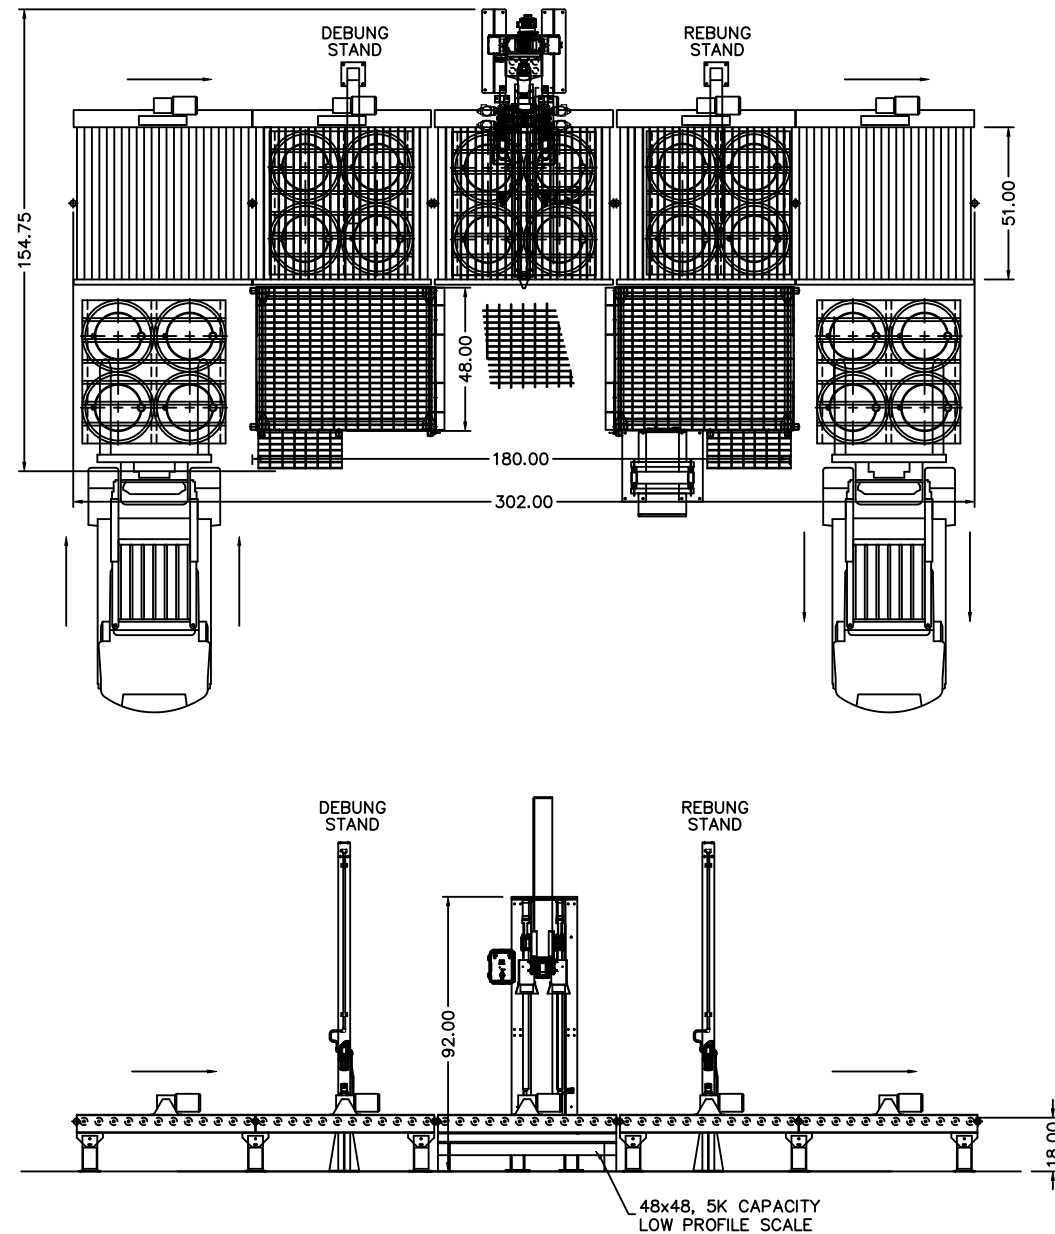 DEBUNG
STAND
REBUNG
STAND
154.75
51.00
48.00
180.00
302.00
DEBUNG
STAND
REBUNG
STAND
92.00
18.00
48x48, 5K CAPACITY
LOW PROFILE SCALE